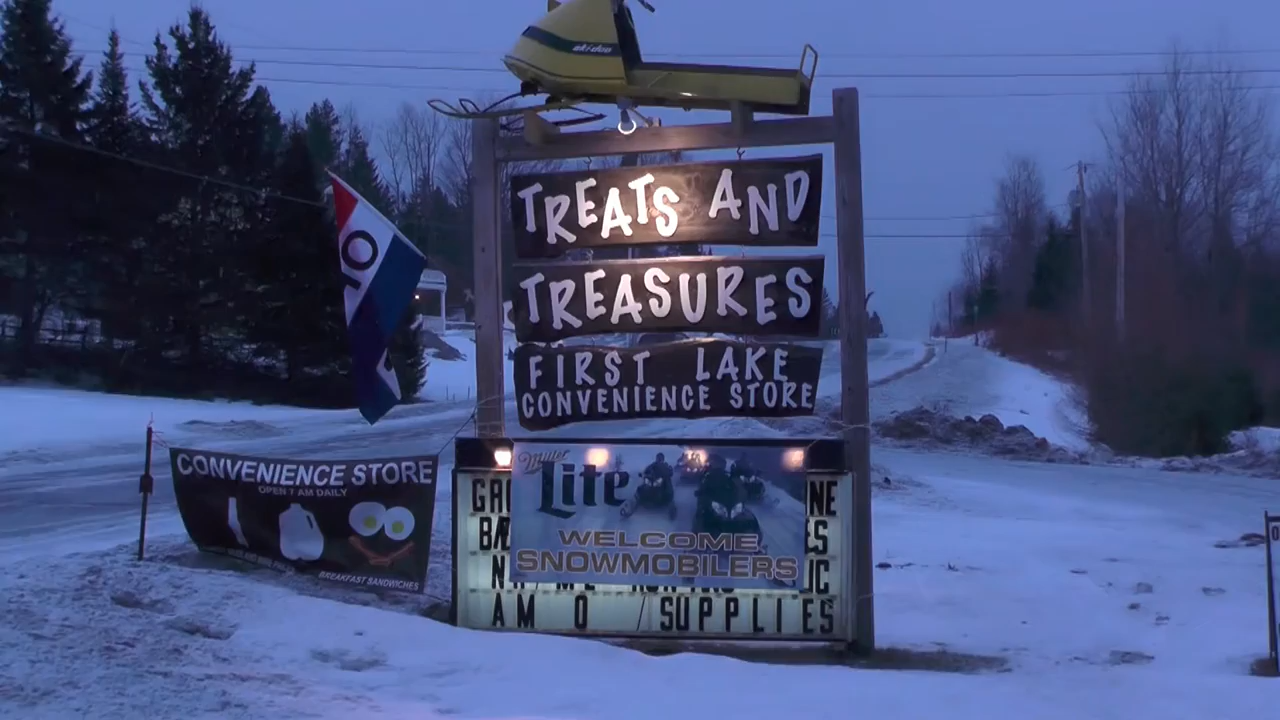 ski-doo
TREATS AND
TREASURES
FIRST LAKE
CONVENIENCE STORE
CONVENIENCE STORE
OPEN 7 AM DAILY
BREAKFAST SANDWICHES
Miller
Lite
WELCOME
SNOWMOBILERS
AM O / SUPPLIES